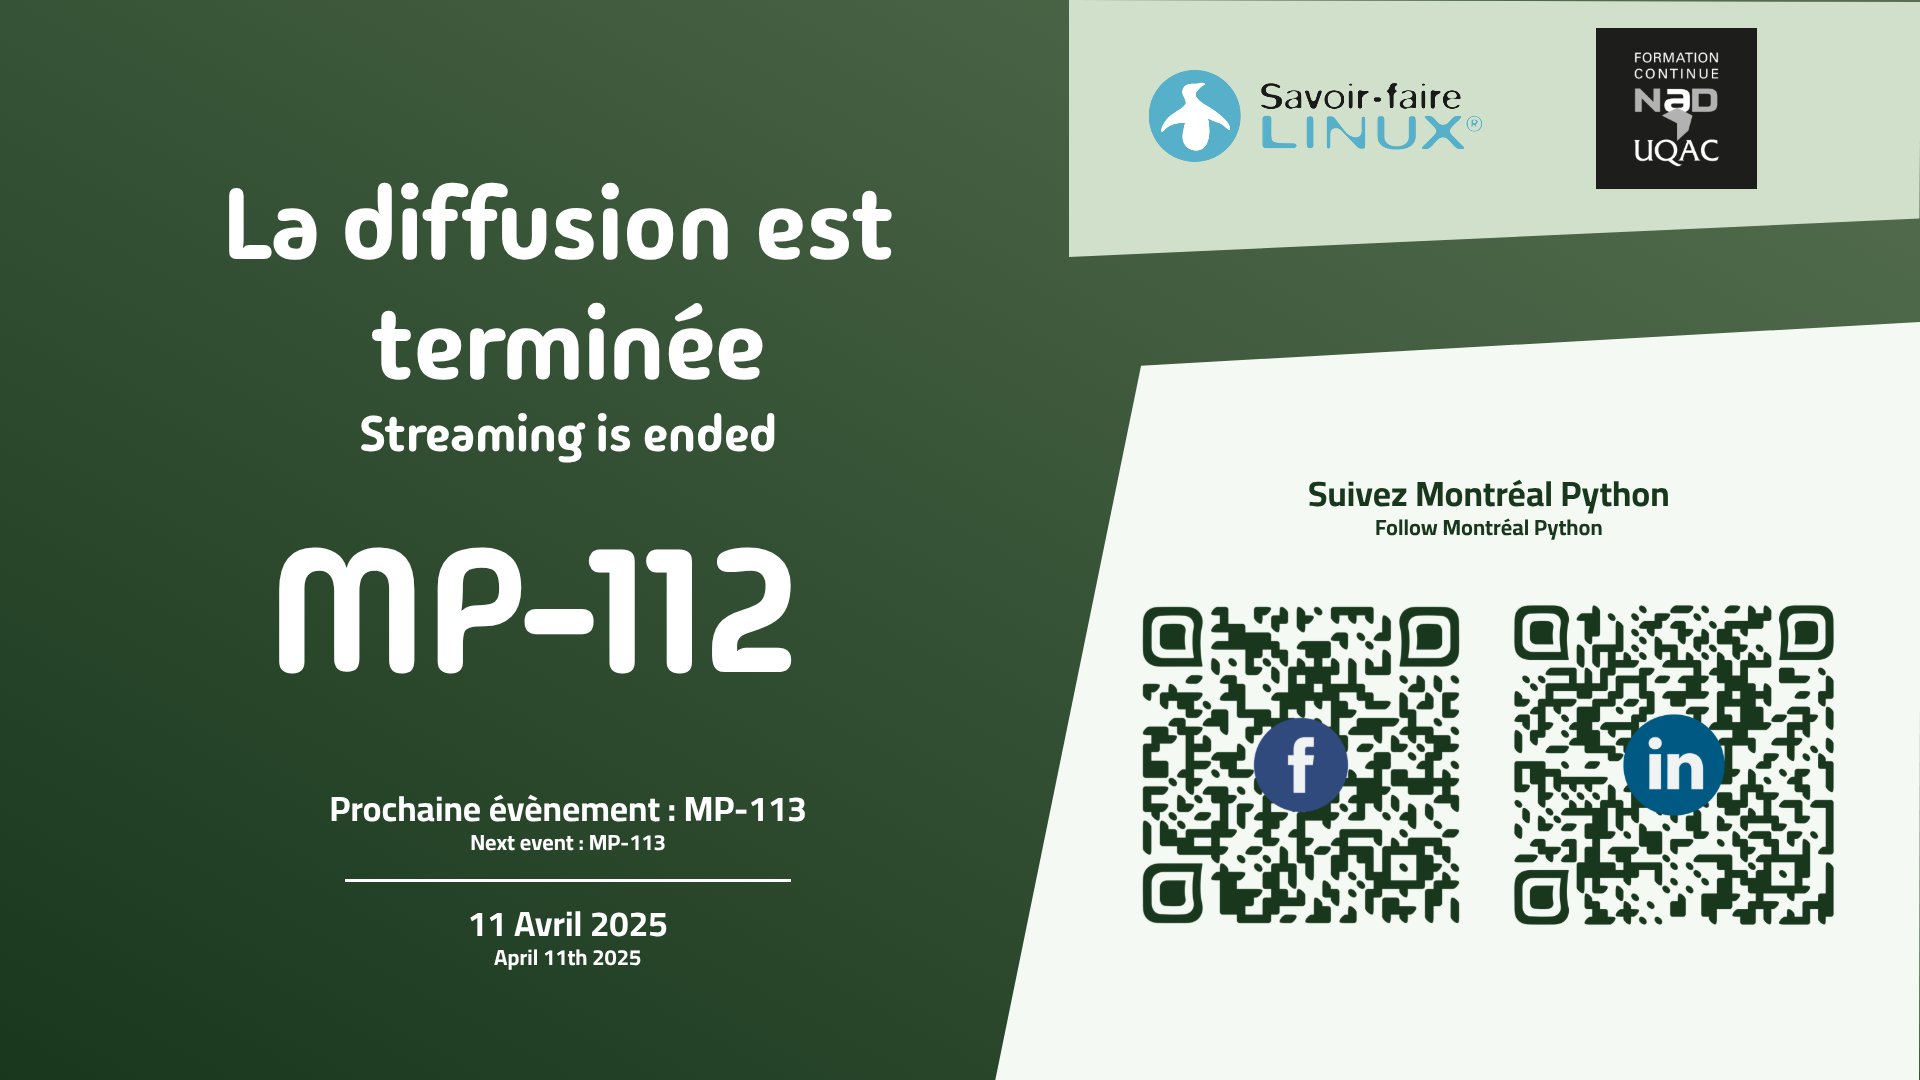 La diffusion est
terminée
Streaming is ended
MP-112
Prochaine évènement : MP-113
Next event : MP-113
11 Avril 2025
April 11th 2025
Savoir-faire
LINUX®
FORMATION
CONTINUE
NaD
UQAC
Suivez Montréal Python
Follow Montréal Python
f
in